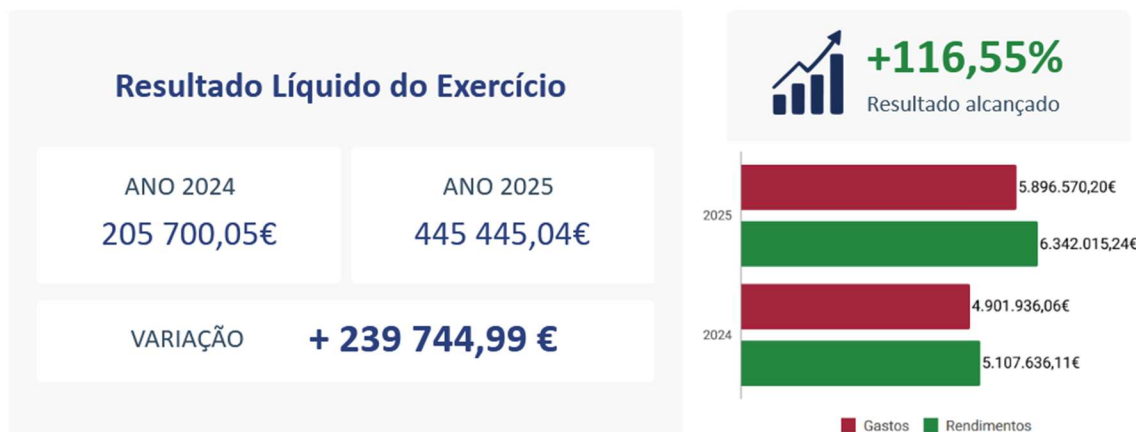 Resultado Líquido do Exercício
ANO 2024
205 700,05€
ANO 2025
445 445,04€
VARIAÇÃO + 239 744,99 €
+116,55%
Resultado alcançado
2025
5.896.570,20€
6.342.015,24€
2024
4.901.936,06€
5.107.636,11€
Gastos Rendimentos